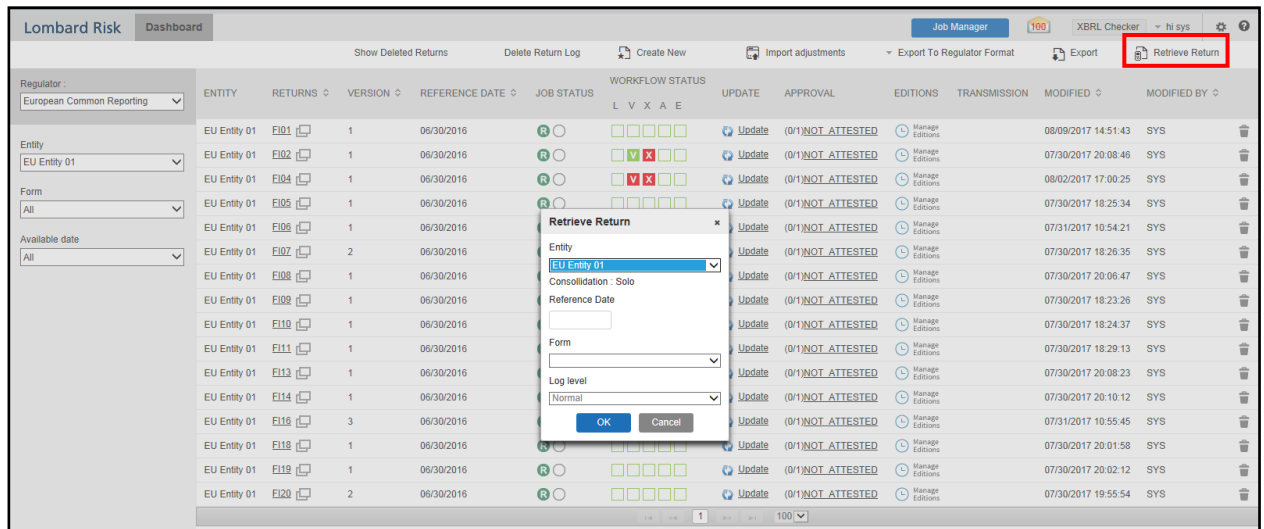 Lombard Risk Dashboard Job Manager 100 XBRL Checker hi sys
Show Deleted Returns Delete Return Log Create New Import adjustments Export To Regulator Format Export Retrieve Return
Regulator :
European Common Reporting
Entity
EU Entity 01
Form
All
Available date
All
WORKFLOW STATUS
ENTITY RETURNS VERSION REFERENCE DATE JOB STATUS L V X A E UPDATE APPROVAL EDITIONS TRANSMISSION MODIFIED MODIFIED BY
EU Entity 01 FI01 1 06/30/2016 R Update (0/1)NOT_ATTESTED Manage Editions 08/09/2017 14:51:43 SYS
EU Entity 01 FI02 1 06/30/2016 R V X Update (0/1)NOT_ATTESTED Manage Editions 07/30/2017 20:08:46 SYS
EU Entity 01 FI04 1 06/30/2016 R V X Update (0/1)NOT_ATTESTED Manage Editions 08/02/2017 17:00:25 SYS
EU Entity 01 FI05 1 06/30/2016 R Update (0/1)NOT_ATTESTED Manage Editions 07/30/2017 18:25:34 SYS
EU Entity 01 FI06 1 06/30/2016 Update (0/1)NOT_ATTESTED Manage Editions 07/31/2017 10:54:21 SYS
EU Entity 01 FI07 2 06/30/2016 Update (0/1)NOT_ATTESTED Manage Editions 07/30/2017 18:26:35 SYS
EU Entity 01 FI08 1 06/30/2016 Update (0/1)NOT_ATTESTED Manage Editions 07/30/2017 20:06:47 SYS
EU Entity 01 FI09 1 06/30/2016 Update (0/1)NOT_ATTESTED Manage Editions 07/30/2017 18:23:26 SYS
EU Entity 01 FI10 1 06/30/2016 Update (0/1)NOT_ATTESTED Manage Editions 07/30/2017 18:24:37 SYS
EU Entity 01 FI11 1 06/30/2016 Update (0/1)NOT_ATTESTED Manage Editions 07/30/2017 18:29:13 SYS
EU Entity 01 FI13 1 06/30/2016 Update (0/1)NOT_ATTESTED Manage Editions 07/30/2017 20:08:23 SYS
EU Entity 01 FI14 1 06/30/2016 Update (0/1)NOT_ATTESTED Manage Editions 07/30/2017 20:10:12 SYS
EU Entity 01 FI16 3 06/30/2016 Update (0/1)NOT_ATTESTED Manage Editions 07/31/2017 10:55:45 SYS
EU Entity 01 FI18 1 06/30/2016 R Update (0/1)NOT_ATTESTED Manage Editions 07/30/2017 20:01:58 SYS
EU Entity 01 FI19 1 06/30/2016 R Update (0/1)NOT_ATTESTED Manage Editions 07/30/2017 20:02:12 SYS
EU Entity 01 FI20 2 06/30/2016 R Update (0/1)NOT_ATTESTED Manage Editions 07/30/2017 19:55:54 SYS
Retrieve Return ×
Entity
EU Entity 01
Consollidation : Solo
Reference Date
Form
Log level
Normal
OK Cancel
1 100